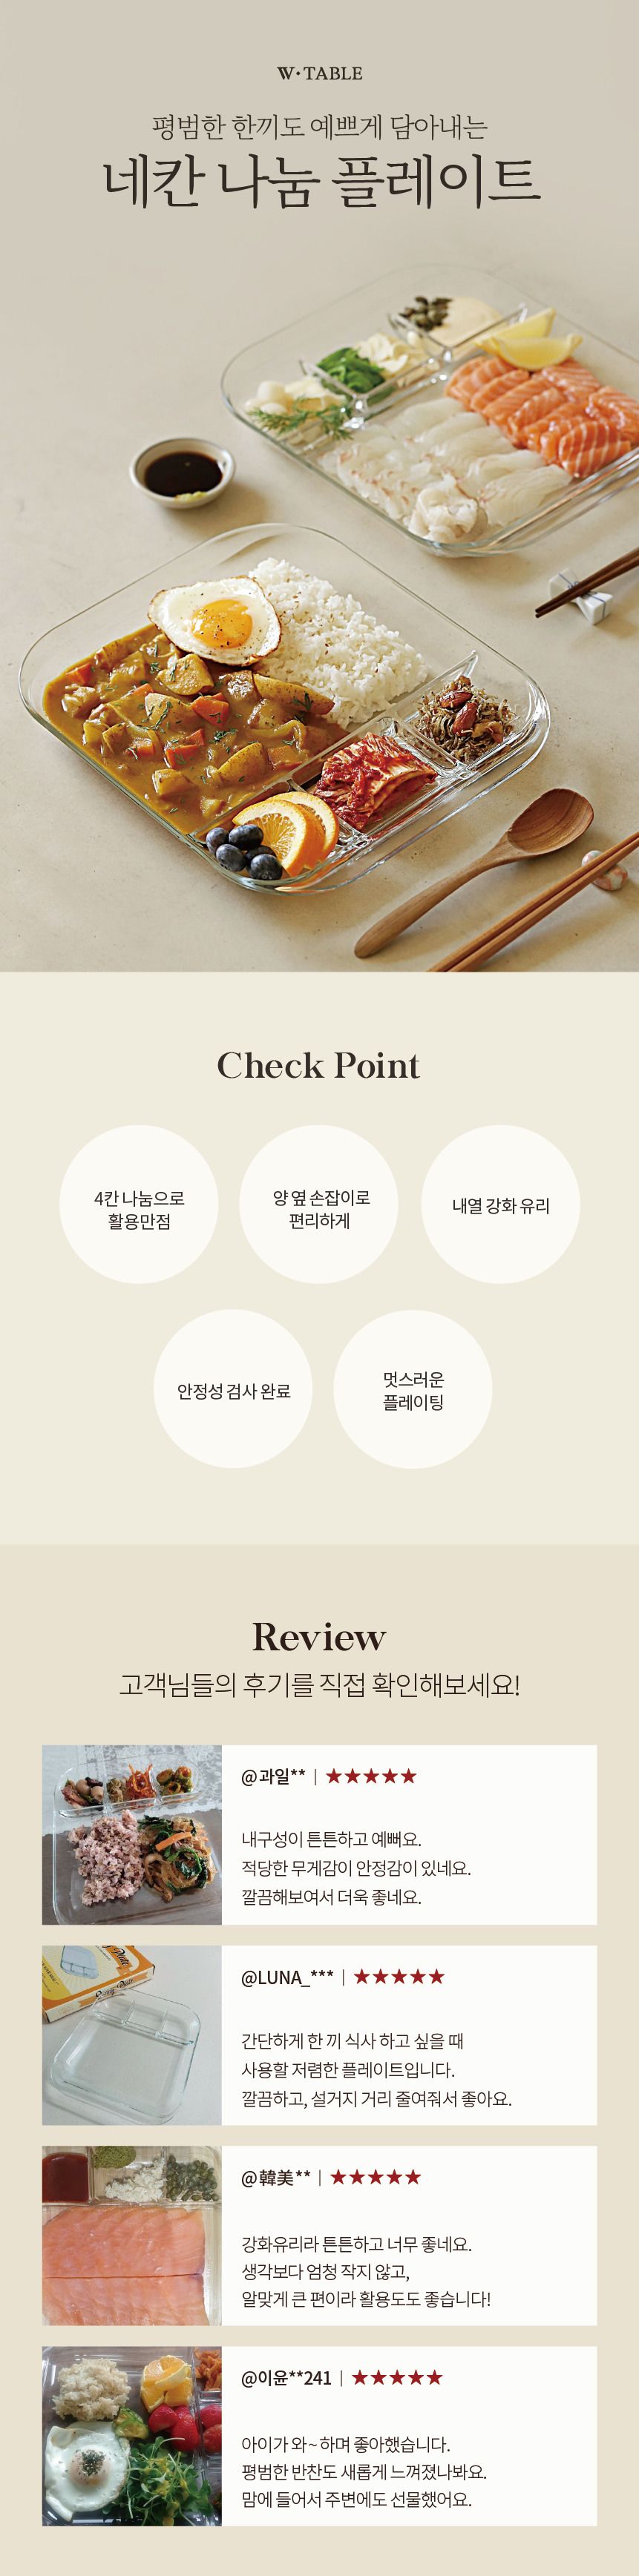 W·TABLE
평범한 한끼도 예쁘게 담아내는
네칸 나눔 플레이트
Check Point
4칸 나눔으로
활용만점
양 옆 손잡이로
편리하게
내열 강화 유리
안정성 검사 완료
멋스러운
플레이팅
Review
고객님들의 후기를 직접 확인해보세요!
@과일** | ★★★★★
내구성이 튼튼하고 예뻐요.
적당한 무게감이 안정감이 있네요.
깔끔해보여서 더욱 좋네요.
@LUNA_*** | ★★★★★
간단하게 한 끼 식사 하고 싶을 때
사용할 저렴한 플레이트입니다.
깔끔하고, 설거지 거리 줄여줘서 좋아요.
@韓美** | ★★★★★
강화유리라 튼튼하고 너무 좋네요.
생각보다 엄청 작지 않고,
알맞게 큰 편이라 활용도도 좋습니다!
@이윤**241 | ★★★★★
아이가 와~하며 좋아했습니다.
평범한 반찬도 새롭게 느껴졌나봐요.
맘에 들어서 주변에도 선물했어요.